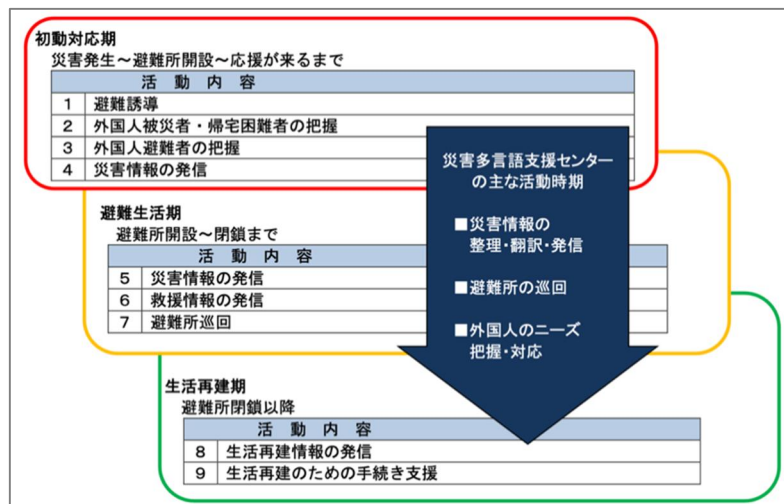 初動対応期
災害発生～避難所開設～応援が来るまで
活 動 内 容
1 避難誘導
2 外国人被災者・帰宅困難者の把握
3 外国人避難者の把握
4 災害情報の発信
避難生活期
避難所開設～閉鎖まで
活 動 内 容
5 災害情報の発信
6 救援情報の発信
7 避難所巡回
生活再建期
避難所閉鎖以降
活 動 内 容
8 生活再建情報の発信
9 生活再建のための手続き支援
災害多言語支援センター
の主な活動時期
■災害情報の
整理・翻訳・発信
■避難所の巡回
■外国人のニーズ
把握・対応